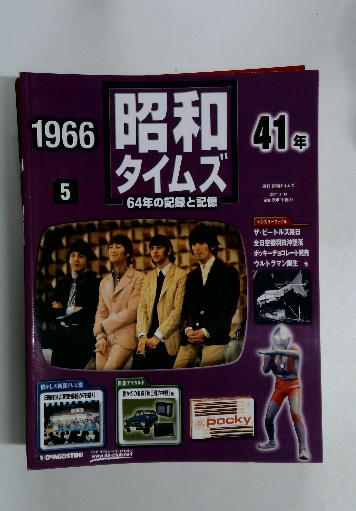 1966
昭和
タイムズ
64年の記録と記憶
41年
5
ザ・ビートルズ来日
全日空機羽田沖墜落
ポッキーチョコレート発売
ウルトラマン誕生 他
pocky
DeAGOSTINI